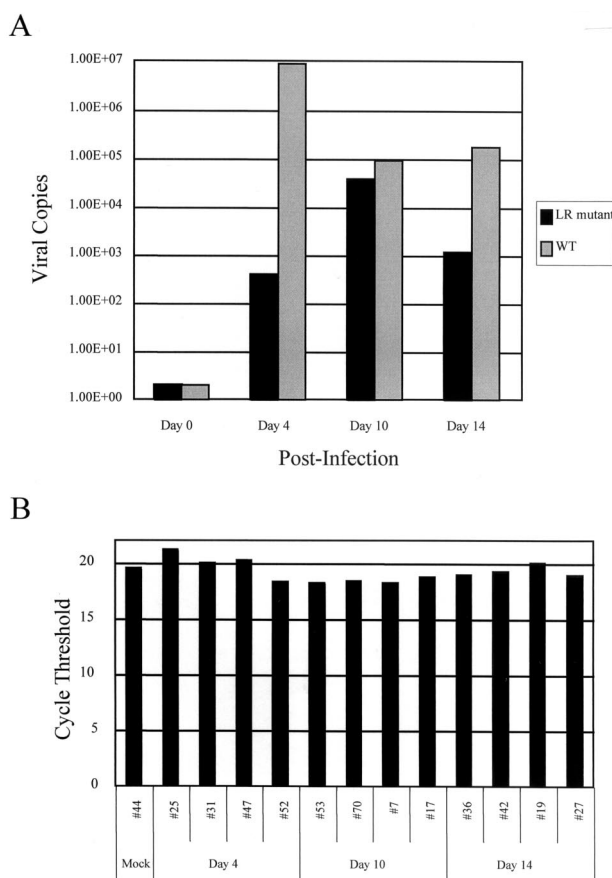 A
1.00E+07
1.00E+06
1.00E+05
1.00E+04
1.00E+03
1.00E+02
1.00E+01
1.00E+00
Viral Copies
Day 0 Day 4 Day 10 Day 14
Post-Infection
LR mutant
WT
B
20
15
10
5
0
Cycle Threshold
#44 #25 #31 #47 #52 #53 #70 #7 #17 #36 #42 #19 #27
Mock Day 4 Day 10 Day 14